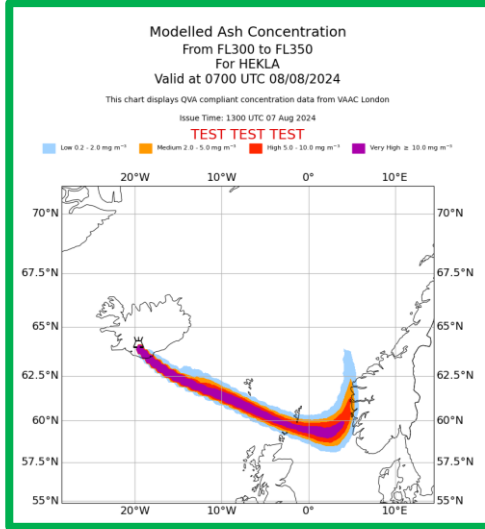 Modelled Ash Concentration
From FL300 to FL350
For HEKLA
Valid at 0700 UTC 08/08/2024
This chart displays QVA compliant concentration data from VAAC London
Issue Time: 1300 UTC 07 Aug 2024
TEST TEST TEST
Low 0.2 - 2.0 mg m⁻³ Medium 2.0 - 5.0 mg m⁻³ High 5.0 - 10.0 mg m⁻³ Very High ≥ 10.0 mg m⁻³
20°W 10°W 0° 10°E
70°N 70°N
67.5°N 67.5°N
65°N 65°N
62.5°N 62.5°N
60°N 60°N
57.5°N 57.5°N
55°N 55°N
20°W 10°W 0° 10°E